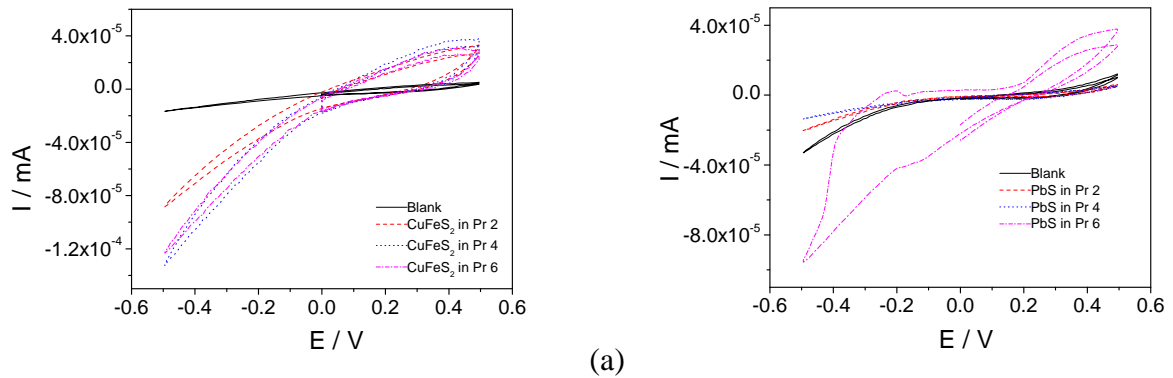 4.0x10⁻⁵
0.0
-4.0x10⁻⁵
-8.0x10⁻⁵
-1.2x10⁻⁴
I / mA
Blank
CuFeS₂ in Pr 2
CuFeS₂ in Pr 4
CuFeS₂ in Pr 6
-0.6 -0.4 -0.2 0.0 0.2 0.4 0.6
E / V
4.0x10⁻⁵
0.0
-4.0x10⁻⁵
-8.0x10⁻⁵
I / mA
Blank
PbS in Pr 2
PbS in Pr 4
PbS in Pr 6
-0.6 -0.4 -0.2 0.0 0.2 0.4 0.6
E / V
(a)